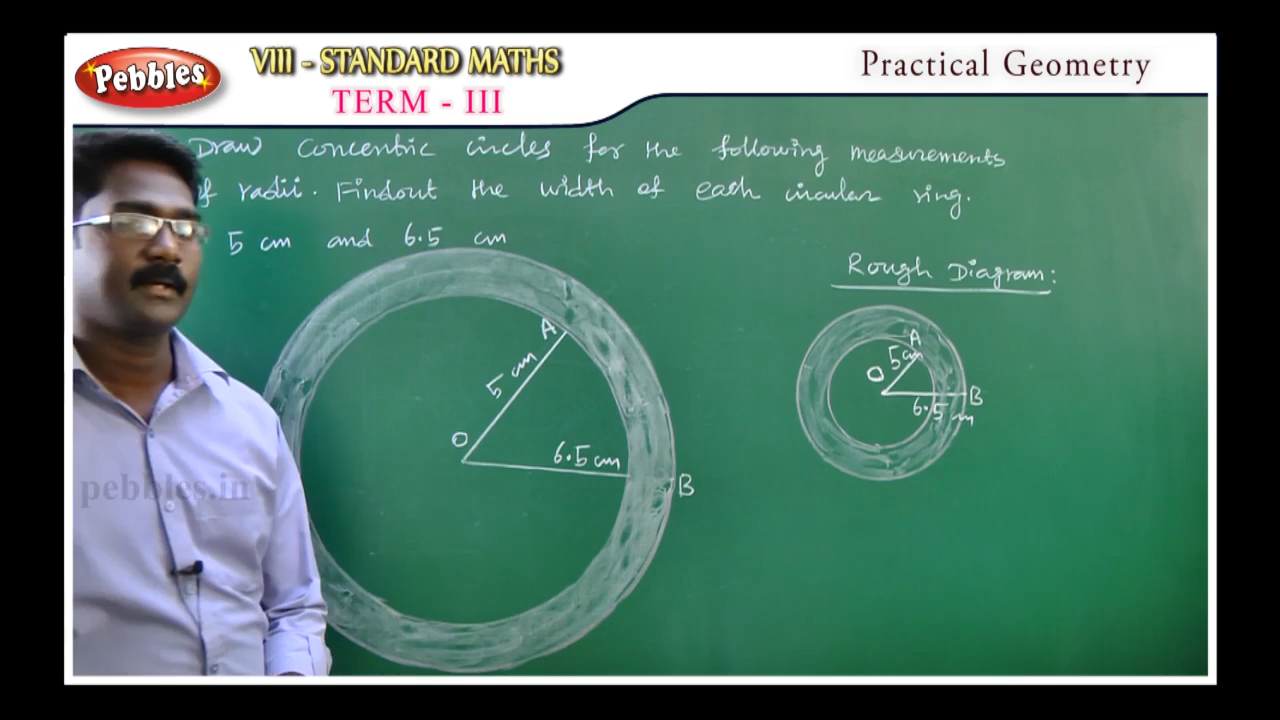 Pebbles
VIII - STANDARD MATHS
TERM - III
Practical Geometry
Draw concentric circles for the following measurements
of radii. Findout the width of each circular ring.
5 cm and 6.5 cm
Rough Diagram:
A
5 cm
O
6.5 cm
B
A
5cm
O
B
6.5 cm
pebbles.in